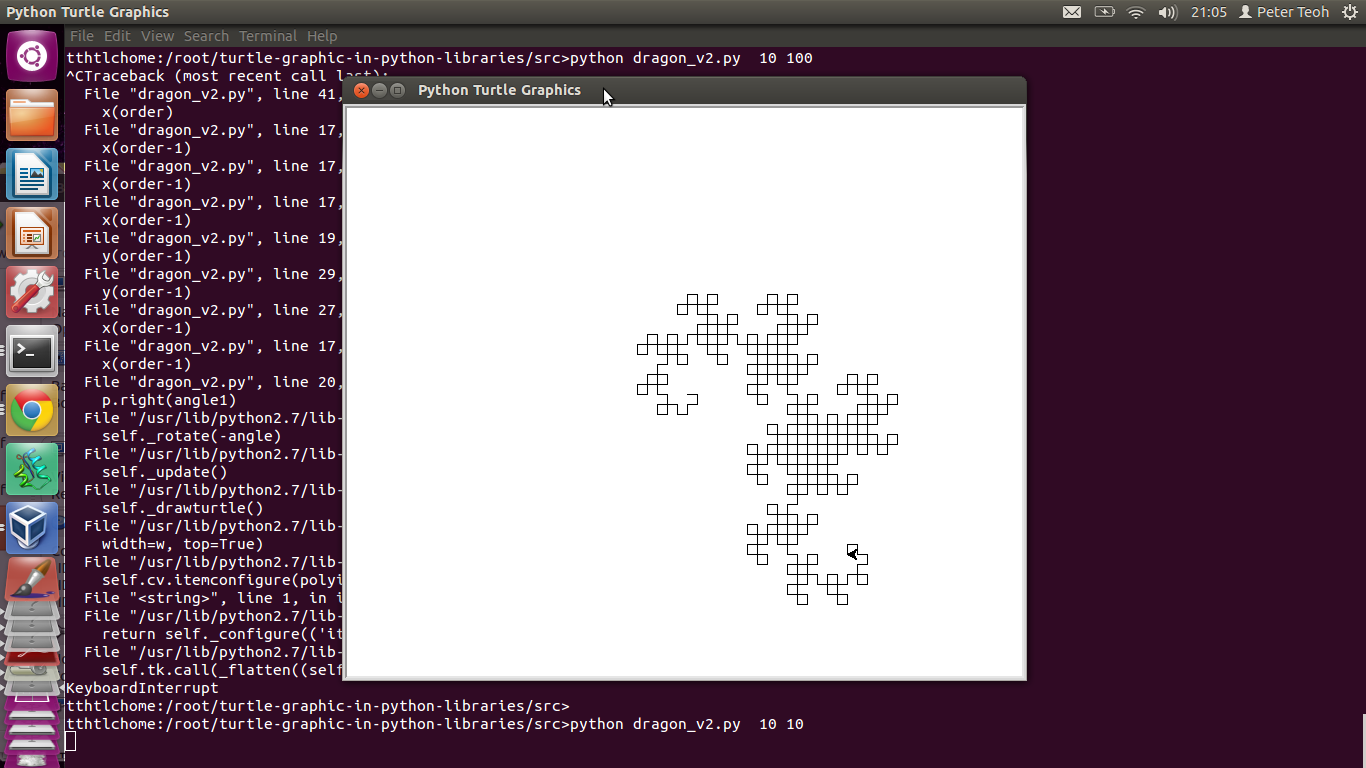 Python Turtle Graphics
21:05
Peter Teoh
File Edit View Search Terminal Help
tthtlchome:/root/turtle-graphic-in-python-libraries/src>python dragon_v2.py  10 100
^CTraceback (most recent call last):
  File "dragon_v2.py", line 41,
    x(order)
  File "dragon_v2.py", line 17,
    x(order-1)
  File "dragon_v2.py", line 17,
    x(order-1)
  File "dragon_v2.py", line 17,
    x(order-1)
  File "dragon_v2.py", line 19,
    y(order-1)
  File "dragon_v2.py", line 29,
    y(order-1)
  File "dragon_v2.py", line 27,
    x(order-1)
  File "dragon_v2.py", line 17,
    x(order-1)
  File "dragon_v2.py", line 20,
    p.right(angle1)
  File "/usr/lib/python2.7/lib-
    self._rotate(-angle)
  File "/usr/lib/python2.7/lib-
    self._update()
  File "/usr/lib/python2.7/lib-
    self._drawturtle()
  File "/usr/lib/python2.7/lib-
    width=w, top=True)
  File "/usr/lib/python2.7/lib-
    self.cv.itemconfigure(polyi
  File "<string>", line 1, in i
  File "/usr/lib/python2.7/lib-
    return self._configure(('it
  File "/usr/lib/python2.7/lib-
    self.tk.call(_flatten((self
KeyboardInterrupt
tthtlchome:/root/turtle-graphic-in-python-libraries/src>
tthtlchome:/root/turtle-graphic-in-python-libraries/src>python dragon_v2.py  10 10
Python Turtle Graphics